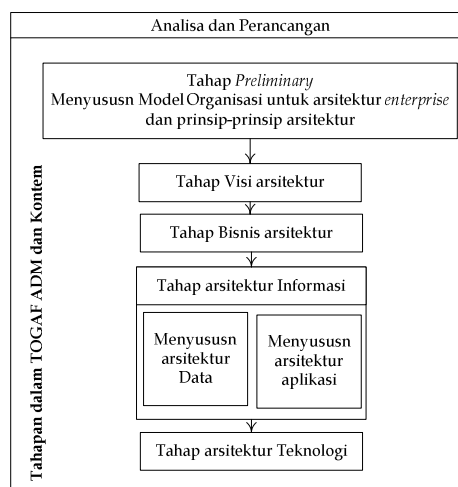 Analisa dan Perancangan
Tahap Preliminary
Menyususn Model Organisasi untuk arsitektur enterprise
dan prinsip-prinsip arsitektur
Tahap Visi arsitektur
Tahap Bisnis arsitektur
Tahap arsitektur Informasi
Menyususn
arsitektur
Data
Menyususn
arsitektur
aplikasi
Tahap arsitektur Teknologi
Tahapan dalam TOGAF ADM dan Kontem